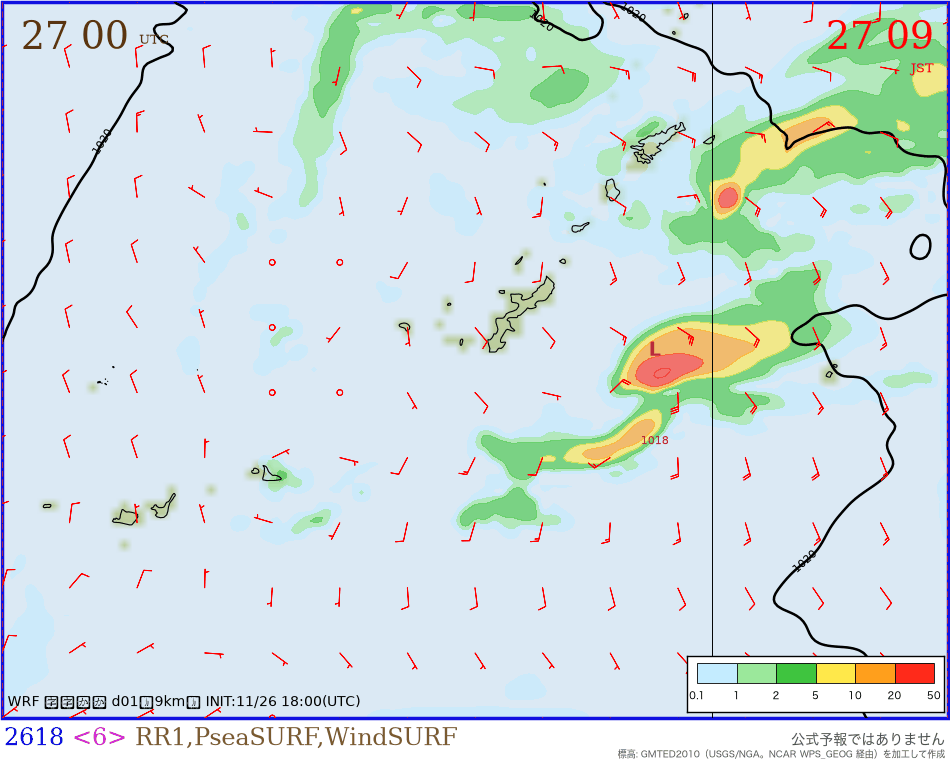 27 00 UTC
27 09
JST
1020
1020
1020
L
1018
1020
0.1 1 2 5 10 20 50
WRF d01 9km INIT:11/26 18:00(UTC)
2618 <6> RR1,PseaSURF,WindSURF
公式予報ではありません
標高: GMTED2010（USGS/NGA。NCAR WPS_GEOG 経由）を加工して作成